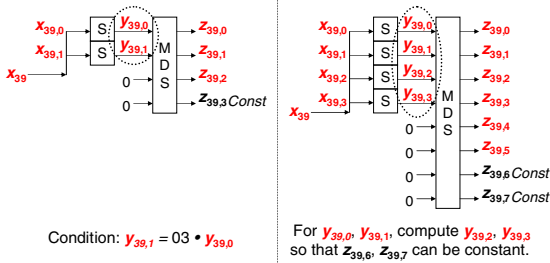 x39,0 S y39,0 z39,0
x39,1 S y39,1 M z39,1
x39 0 D z39,2
0 S z39,3 Const
Condition: y39,1 = 03 • y39,0
x39,0 S y39,0 z39,0
x39,1 S y39,1 z39,1
x39,2 S y39,2 z39,2
x39,3 S y39,3 M z39,3
x39 0 D z39,4
0 S z39,5
0 z39,6 Const
0 z39,7 Const
For y39,0, y39,1, compute y39,2, y39,3
so that z39,6, z39,7 can be constant.